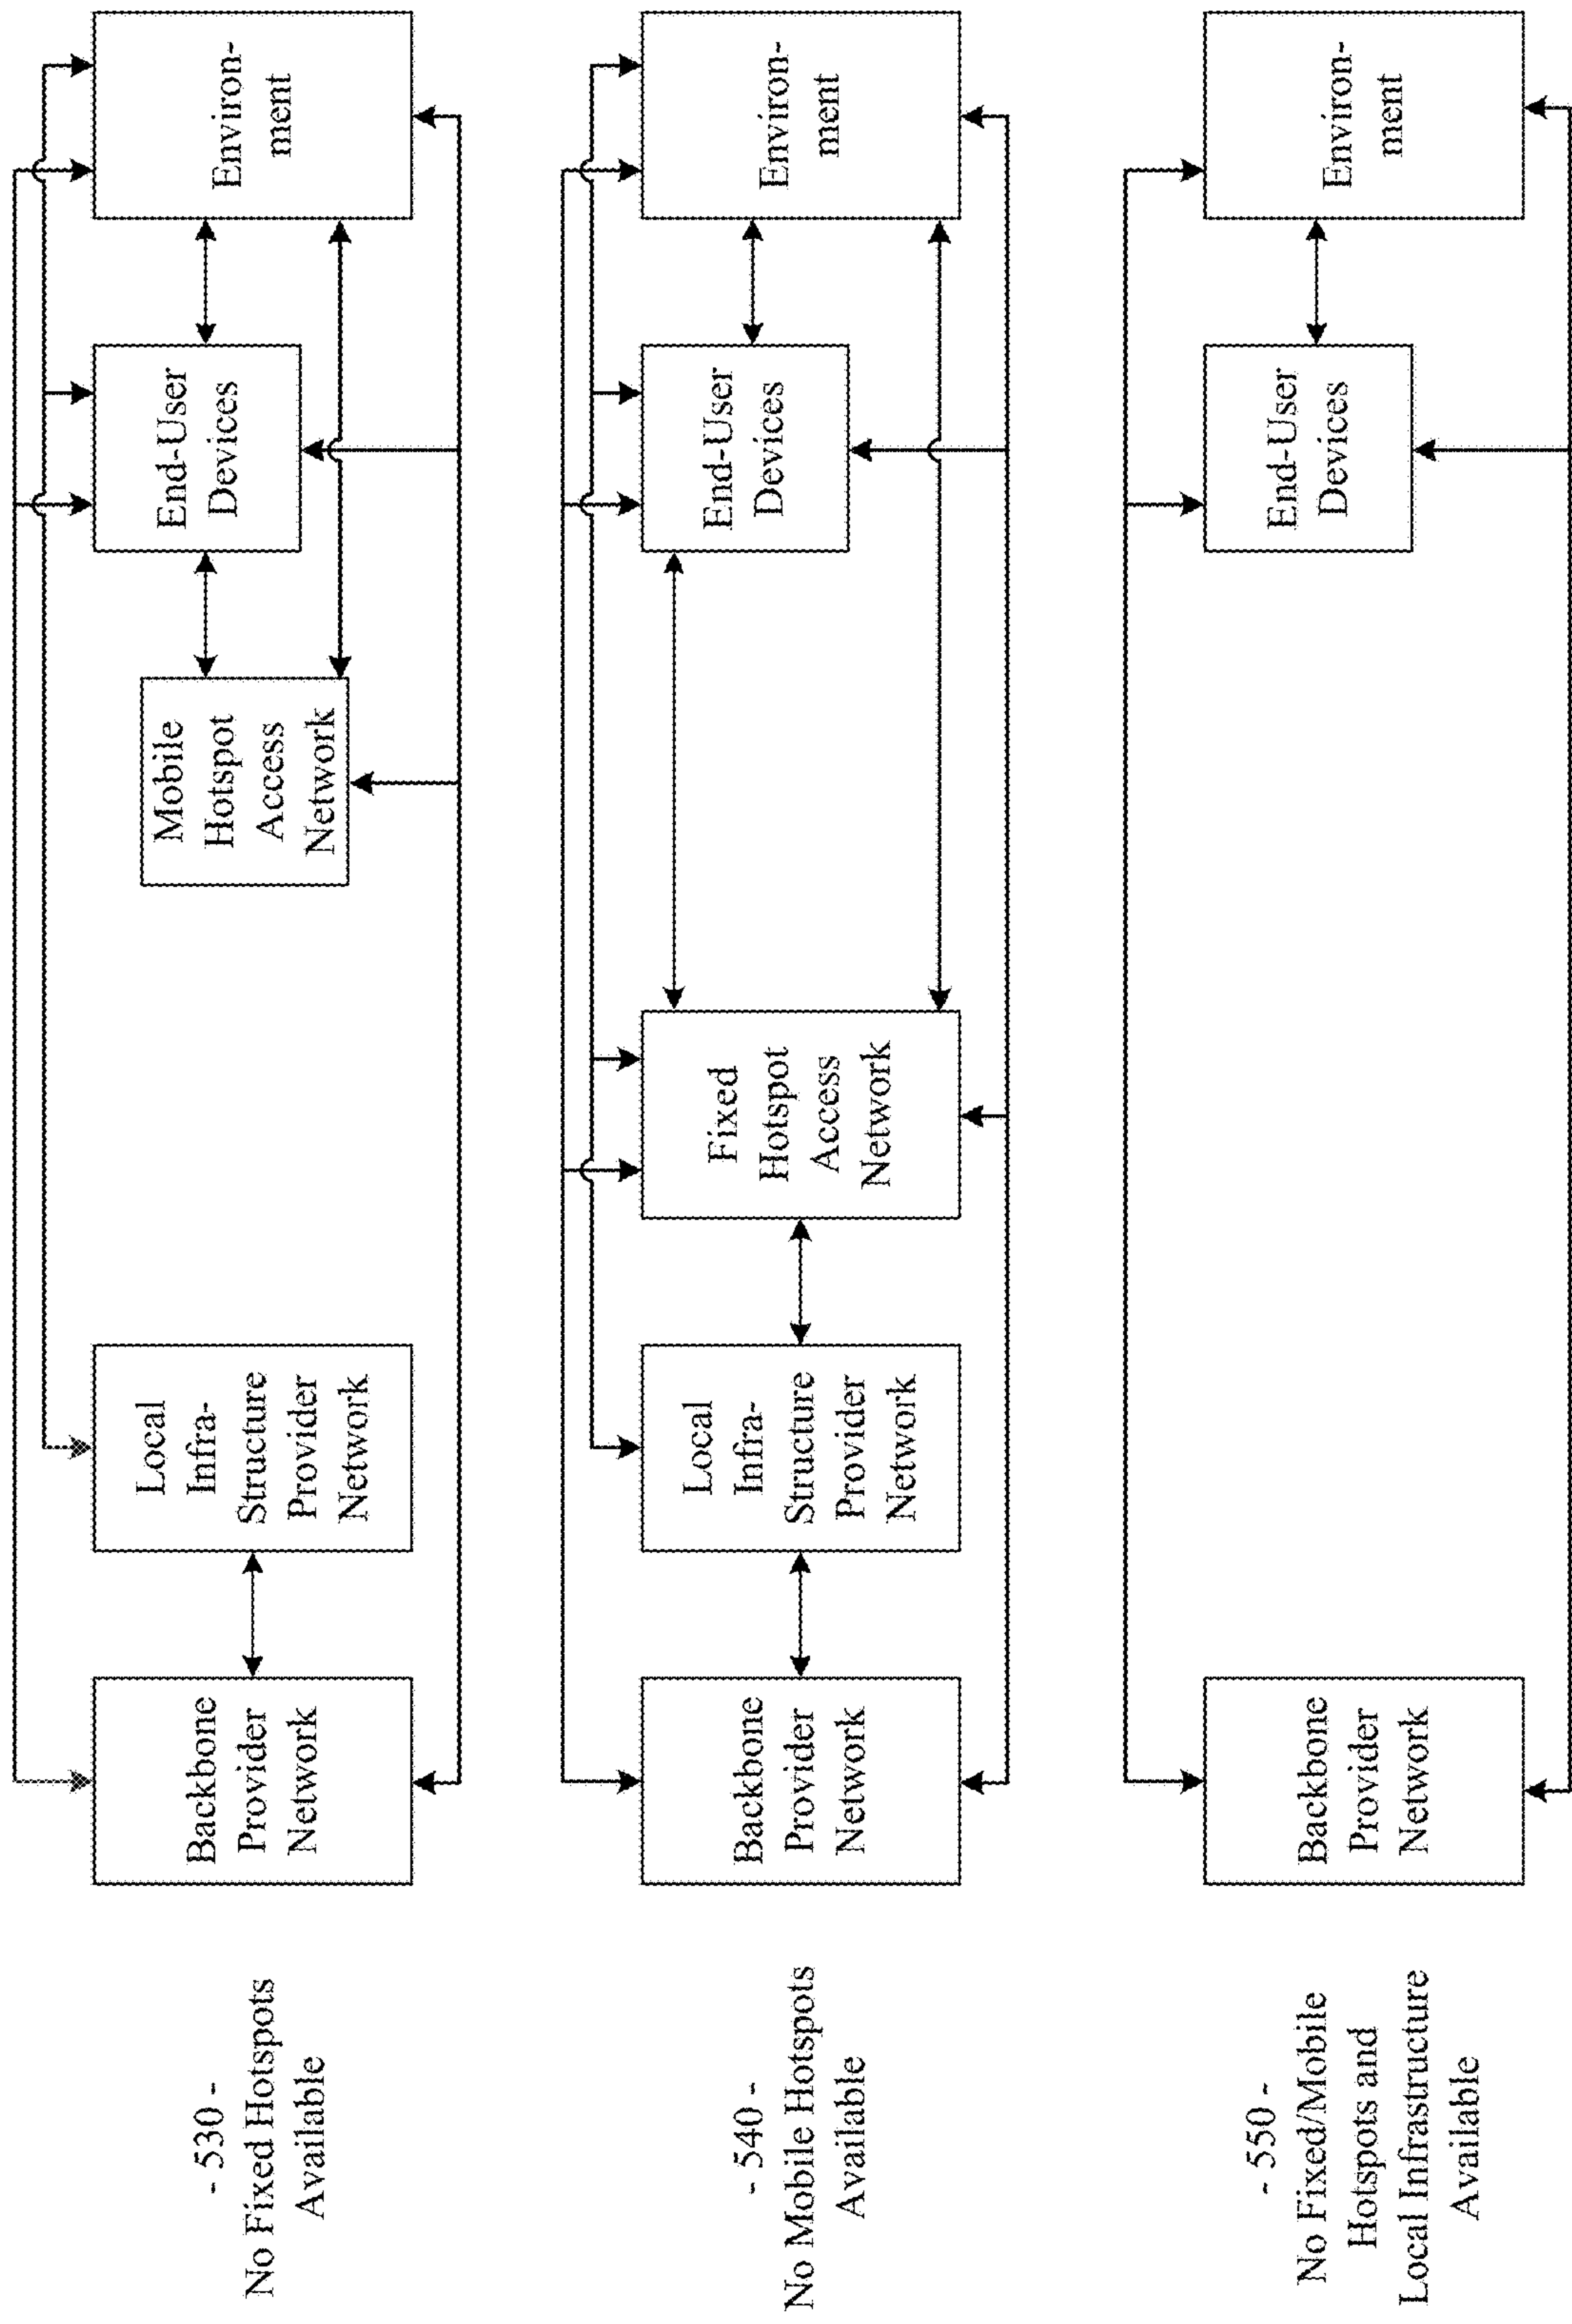 - 530 -
No Fixed Hotspots
Available
Backbone
Provider
Network
Local
Infra-
Structure
Provider
Network
Mobile
Hotspot
Access
Network
End-User
Devices
Environ-
ment
- 540 -
No Mobile Hotspots
Available
Backbone
Provider
Network
Local
Infra-
Structure
Provider
Network
Fixed
Hotspot
Access
Network
End-User
Devices
Environ-
ment
- 550 -
No Fixed/Mobile
Hotspots and
Local Infrastructure
Available
Backbone
Provider
Network
End-User
Devices
Environ-
ment